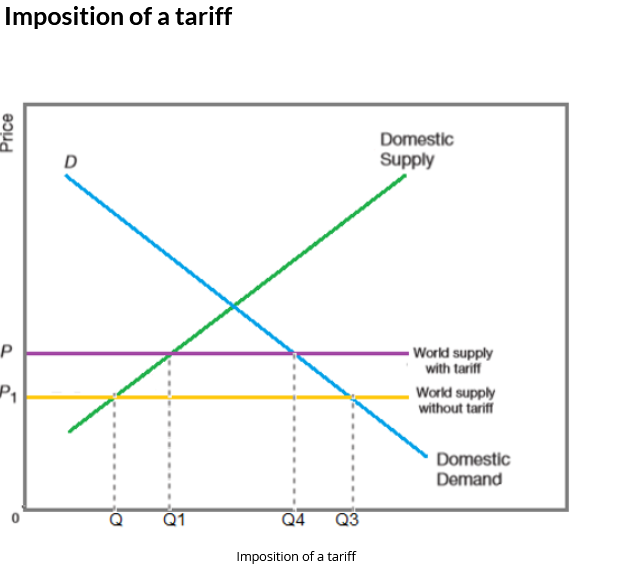 Imposition of a tariff
Price
D
Domestic
Supply
P
World supply
with tariff
P1
World supply
without tariff
Domestic
Demand
0
Q
Q1
Q4
Q3
Imposition of a tariff